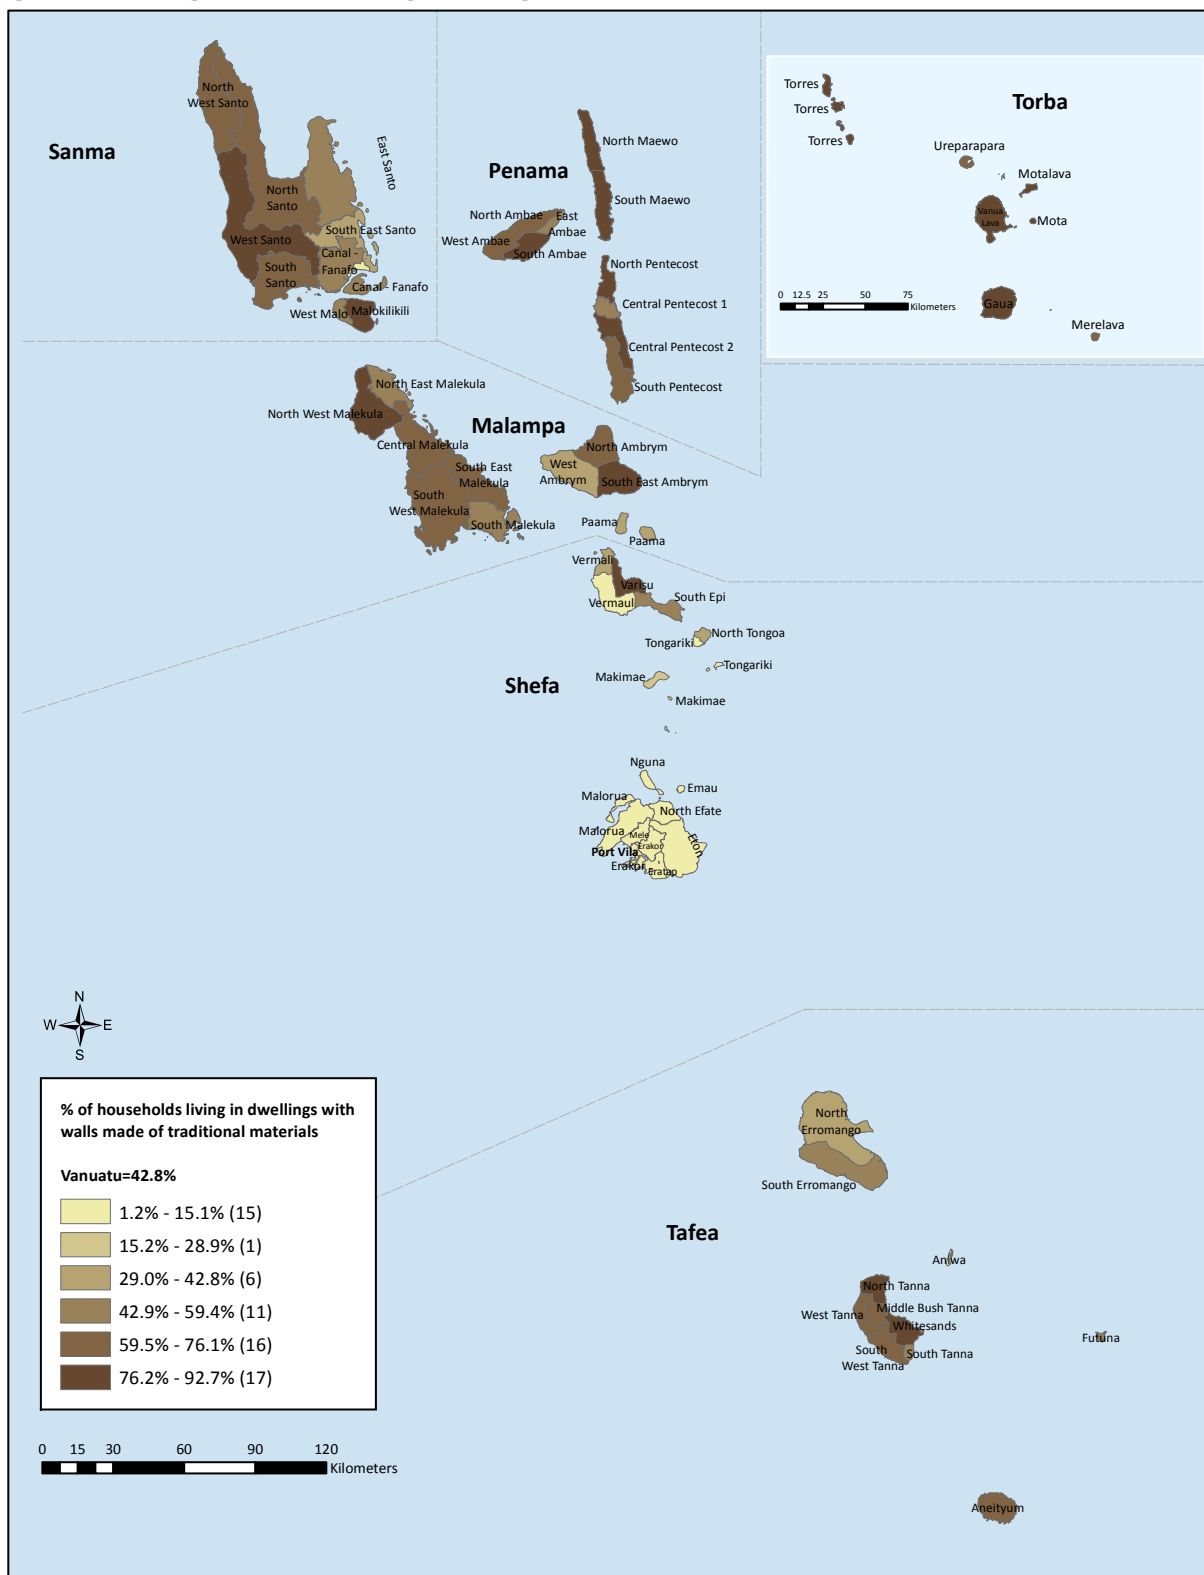 North
West Santo
Sanma
East Santo
North
Santo
South East Santo
West Santo
Canal -
Fanafo
South
Santo
Canal - Fanafo
West Malo
Malokilikili
Penama
North Maewo
South Maewo
North Ambae
East
Ambae
West Ambae
South Ambae
North Pentecost
Central Pentecost 1
Central Pentecost 2
South Pentecost
Torba
Torres
Torres
Torres
Ureparapara
Motalava
Vanua
Lava
Mota
0 12.5 25 50 75
Kilometers
Gaua
Merelava
North East Malekula
North West Malekula
Malampa
Central Malekula
North Ambrym
South East
Malekula
West
Ambrym
South East Ambrym
South
West Malekula
South Malekula
Paama
Paama
Vermali
Varisu
Vermaul
South Epi
North Tongoa
Tongariki
Tongariki
Shefa
Makimae
Makimae
Nguna
Emau
Malorua
North Efate
Malorua
Mele
Erakor
Eton
Port Vila
Erakor
Eratap
N
W E
S
% of households living in dwellings with
walls made of traditional materials
Vanuatu=42.8%
1.2% - 15.1% (15)
15.2% - 28.9% (1)
29.0% - 42.8% (6)
42.9% - 59.4% (11)
59.5% - 76.1% (16)
76.2% - 92.7% (17)
0 15 30 60 90 120
Kilometers
North
Erromango
South Erromango
Tafea
Aniwa
North Tanna
Middle Bush Tanna
West Tanna
Whitesands
South
West Tanna
South Tanna
Futuna
Aneityum